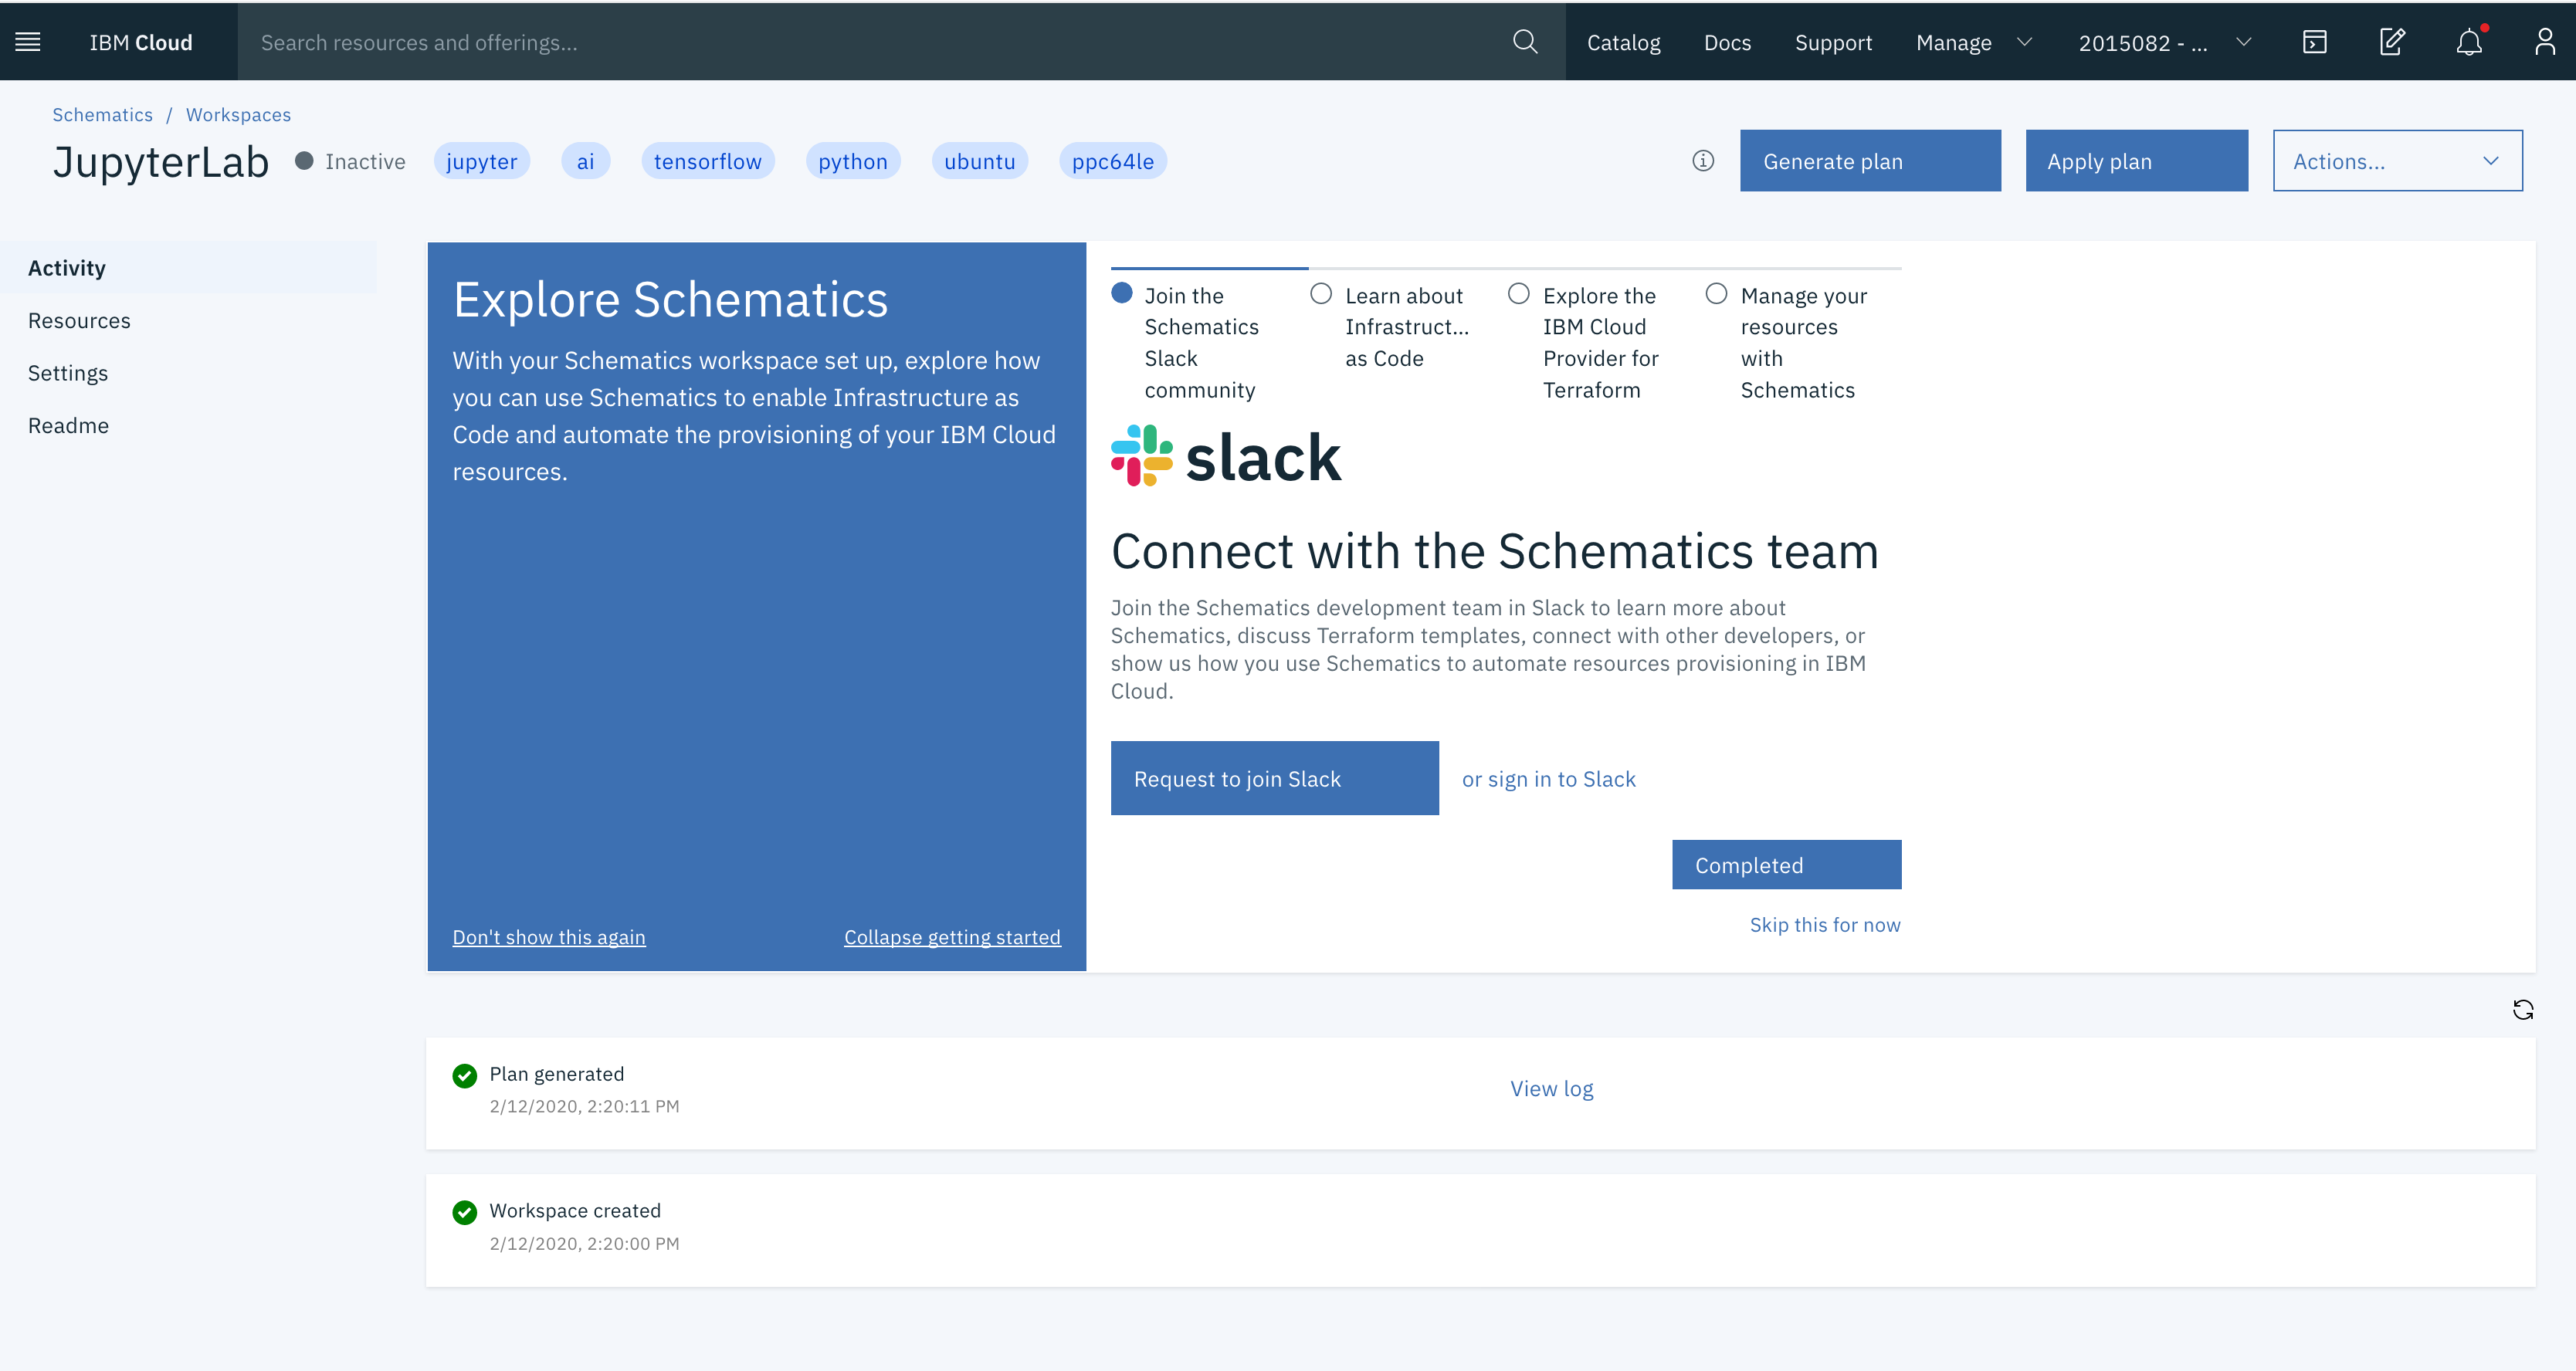 IBM Cloud
Search resources and offerings...
Catalog
Docs
Support
Manage
2015082 - ...
Schematics / Workspaces
JupyterLab
Inactive
jupyter
ai
tensorflow
python
ubuntu
ppc64le
Generate plan
Apply plan
Actions...
Activity
Resources
Settings
Readme
Explore Schematics
With your Schematics workspace set up, explore how
you can use Schematics to enable Infrastructure as
Code and automate the provisioning of your IBM Cloud
resources.
Don't show this again
Collapse getting started
Join the
Schematics
Slack
community
Learn about
Infrastruct...
as Code
Explore the
IBM Cloud
Provider for
Terraform
Manage your
resources
with
Schematics
slack
Connect with the Schematics team
Join the Schematics development team in Slack to learn more about
Schematics, discuss Terraform templates, connect with other developers, or
show us how you use Schematics to automate resources provisioning in IBM
Cloud.
Request to join Slack
or sign in to Slack
Completed
Skip this for now
Plan generated
2/12/2020, 2:20:11 PM
View log
Workspace created
2/12/2020, 2:20:00 PM